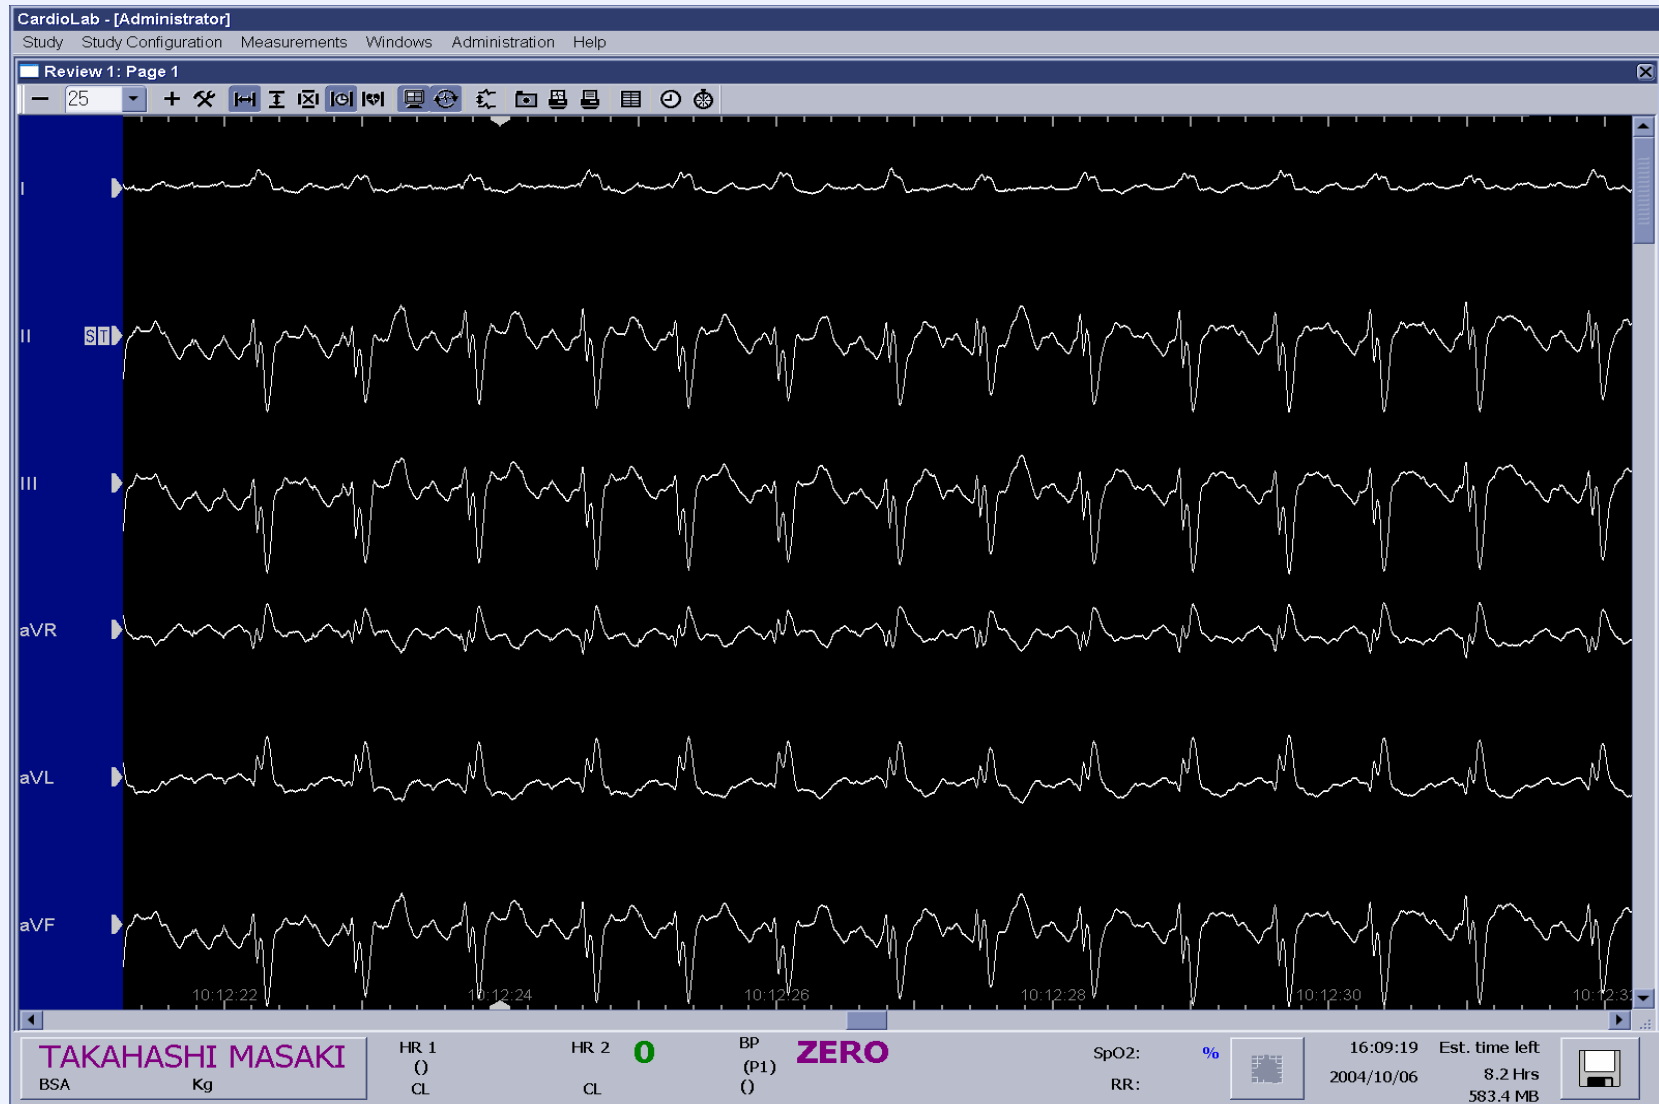 CardioLab - [Administrator]
Study Study Configuration Measurements Windows Administration Help
Review 1: Page 1
25
I
II ST
III
aVR
aVL
aVF
10:12:22 10:12:24 10:12:26 10:12:28 10:12:30
TAKAHASHI MASAKI
BSA Kg
HR 1
()
CL
HR 2 0
CL
BP ZERO
(P1)
()
SpO2: %
RR:
16:09:19
2004/10/06
Est. time left
8.2 Hrs
583.4 MB